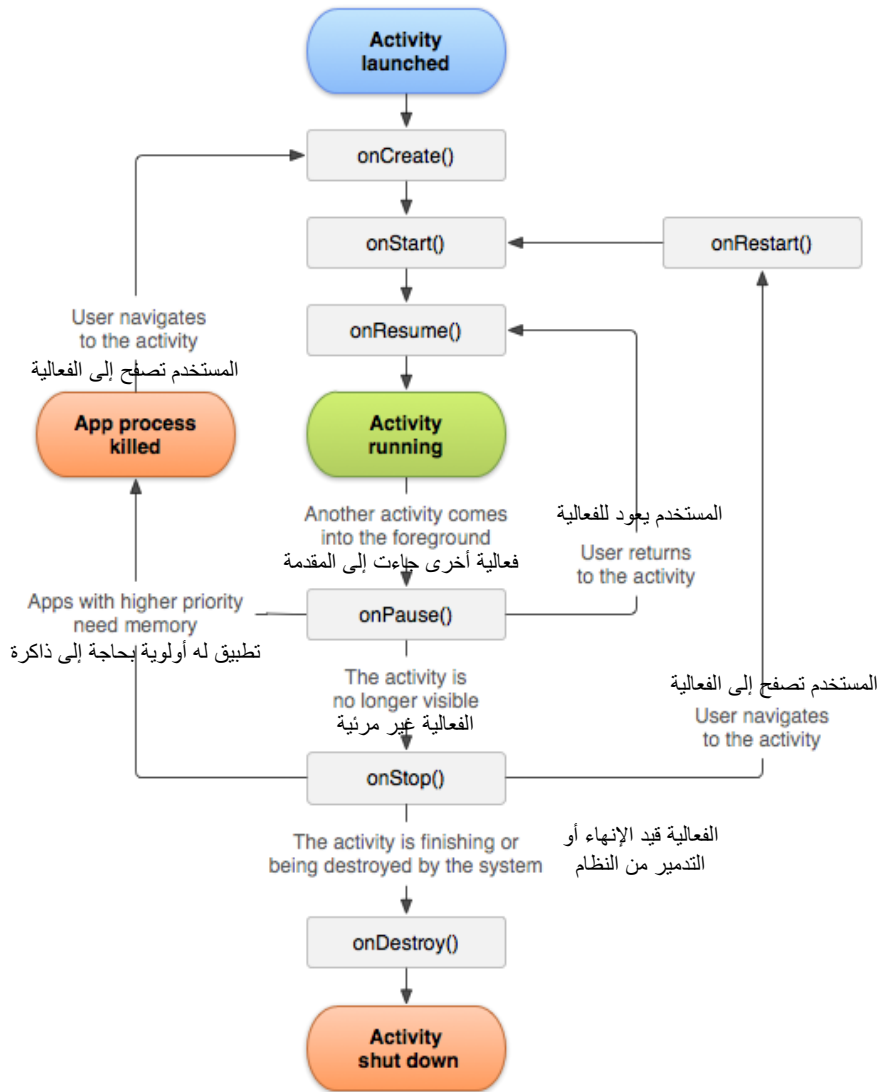 Activity
launched
onCreate()
onStart()
onRestart()
User navigates
to the activity
المستخدم تصفح إلى الفعالية
onResume()
App process
killed
Activity
running
Another activity comes
into the foreground
فعالية أخرى جاءت إلى المقدمة
المستخدم يعود للفعالية
User returns
to the activity
Apps with higher priority
need memory
تطبيق له أولوية بحاجة إلى ذاكرة
onPause()
The activity is
no longer visible
الفعالية غير مرئية
المستخدم تصفح إلى الفعالية
User navigates
to the activity
onStop()
The activity is finishing or
being destroyed by the system
الفعالية قيد الإنهاء أو
التدمير من النظام
onDestroy()
Activity
shut down